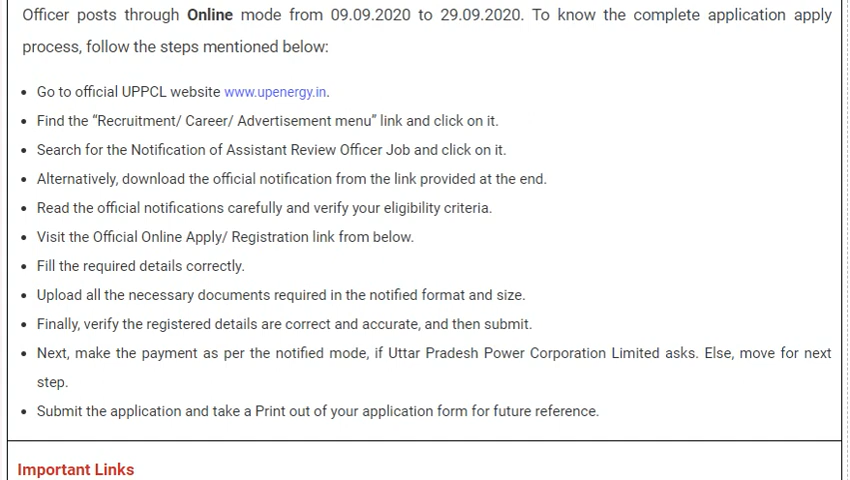 Officer posts through Online mode from 09.09.2020 to 29.09.2020. To know the complete application apply
process, follow the steps mentioned below:
• Go to official UPPCL website www.upenergy.in.
• Find the “Recruitment/ Career/ Advertisement menu” link and click on it.
• Search for the Notification of Assistant Review Officer Job and click on it.
• Alternatively, download the official notification from the link provided at the end.
• Read the official notifications carefully and verify your eligibility criteria.
• Visit the Official Online Apply/ Registration link from below.
• Fill the required details correctly.
• Upload all the necessary documents required in the notified format and size.
• Finally, verify the registered details are correct and accurate, and then submit.
• Next, make the payment as per the notified mode, if Uttar Pradesh Power Corporation Limited asks. Else, move for next
step.
• Submit the application and take a Print out of your application form for future reference.
Important Links